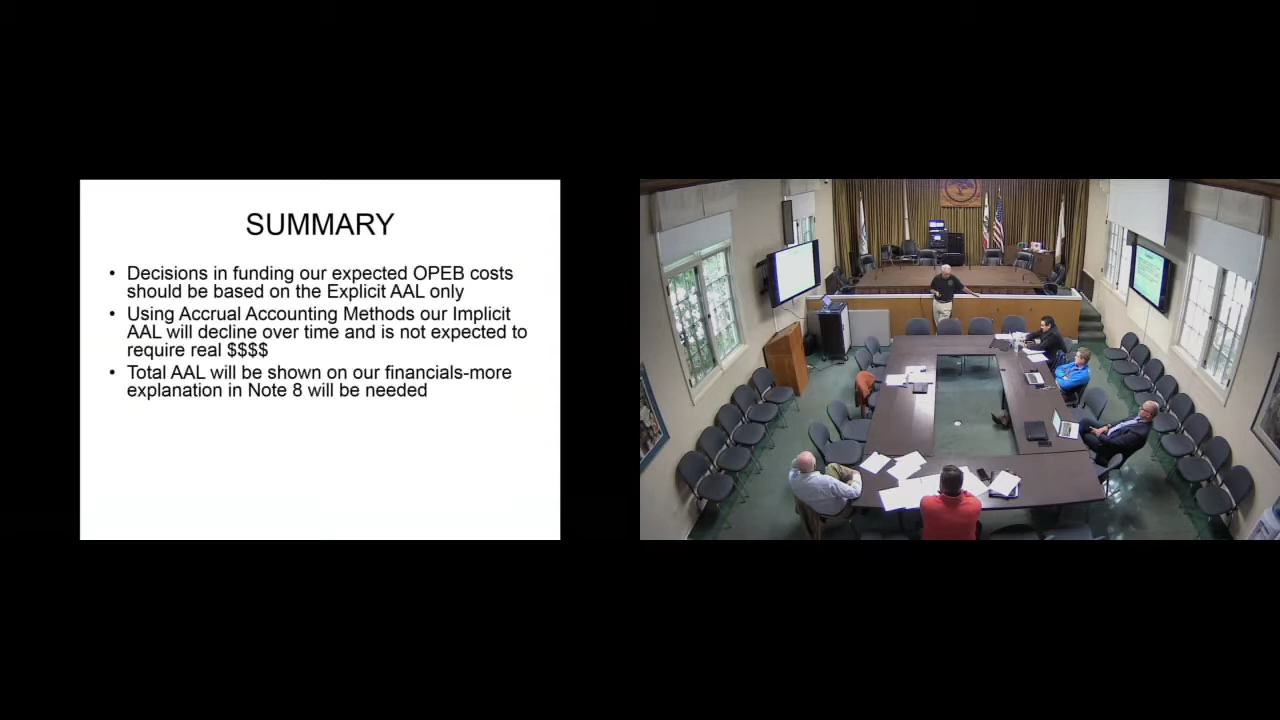 SUMMARY
• Decisions in funding our expected OPEB costs
should be based on the Explicit AAL only
• Using Accrual Accounting Methods our Implicit
AAL will decline over time and is not expected to
require real $$$$
• Total AAL will be shown on our financials-more
explanation in Note 8 will be needed